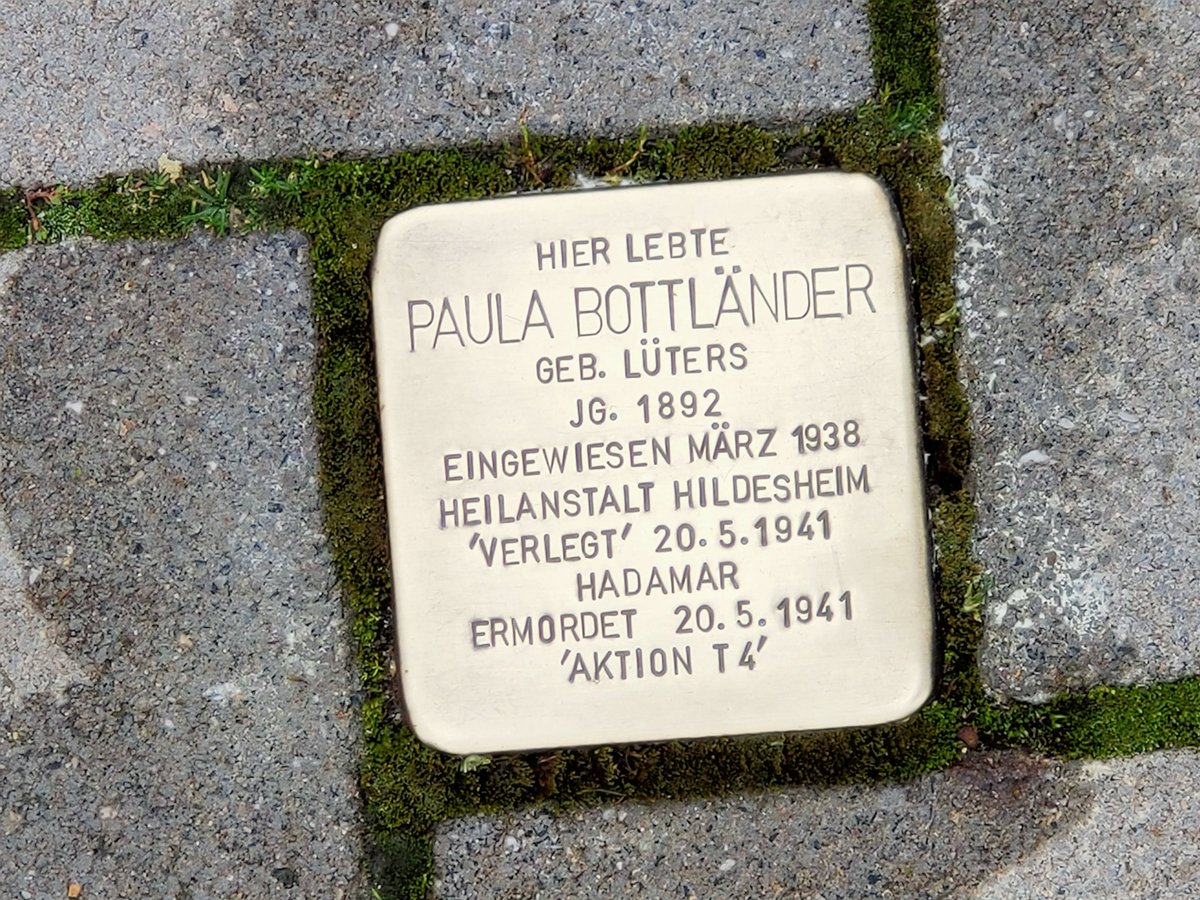 HIER LEBTE
PAULA BOTTLÄNDER
GEB. LÜTERS
JG. 1892
EINGEWIESEN MÄRZ 1938
HEILANSTALT HILDESHEIM
'VERLEGT' 20.5.1941
HADAMAR
ERMORDET 20.5.1941
'AKTION T4'